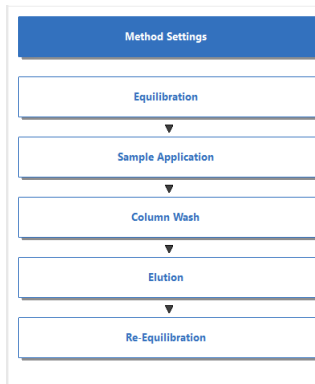 Method Settings
Equilibration
Sample Application
Column Wash
Elution
Re-Equilibration